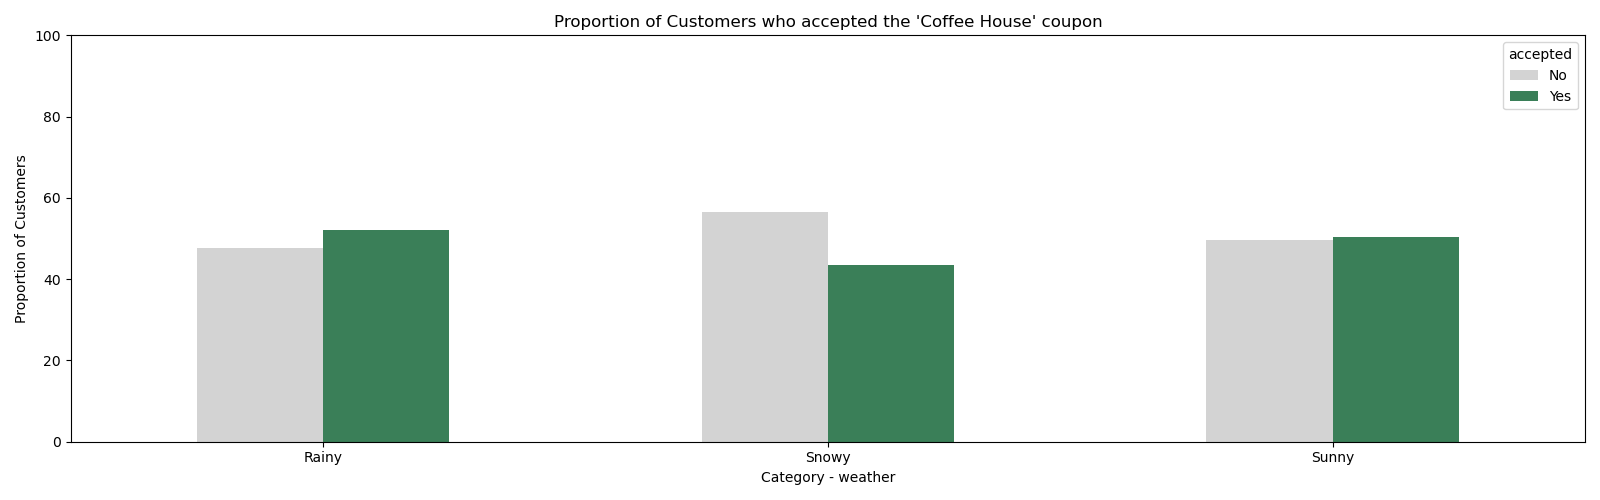 Proportion of Customers who accepted the 'Coffee House' coupon
100
80
60
40
20
0
Proportion of Customers
accepted
No
Yes
Rainy
Snowy
Sunny
Category - weather